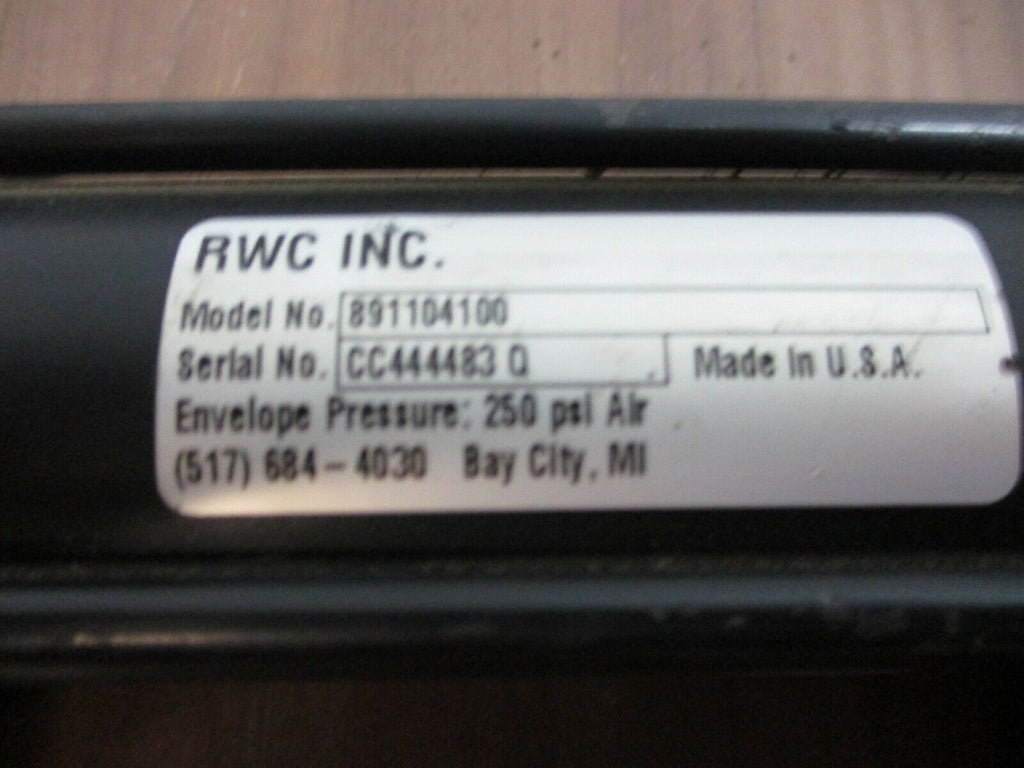 RWC INC.
Model No. 891104100
Serial No. CC444483 Q Made in U.S.A.
Envelope Pressure: 250 psi Air
(517) 684-4030 Bay City, MI